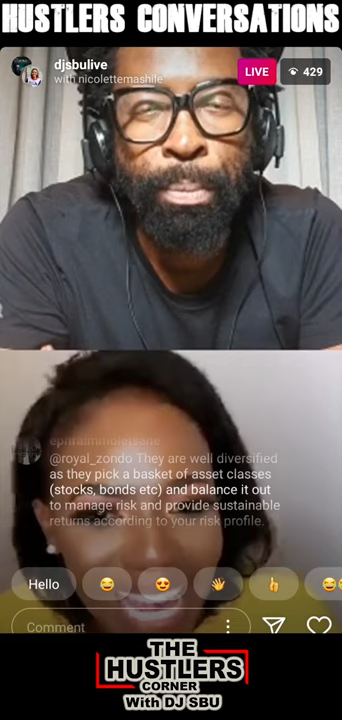 HUSTLERS CONVERSATIONS
djsbulive
with nicolettemashile
LIVE
429
ephraimmoletsane
@royal_zondo They are well diversified
as they pick a basket of asset classes
(stocks, bonds etc) and balance it out
to manage risk and provide sustainable
returns according to your risk profile.
Hello
Comment
THE
HUSTLERS
CORNER
With DJ SBU